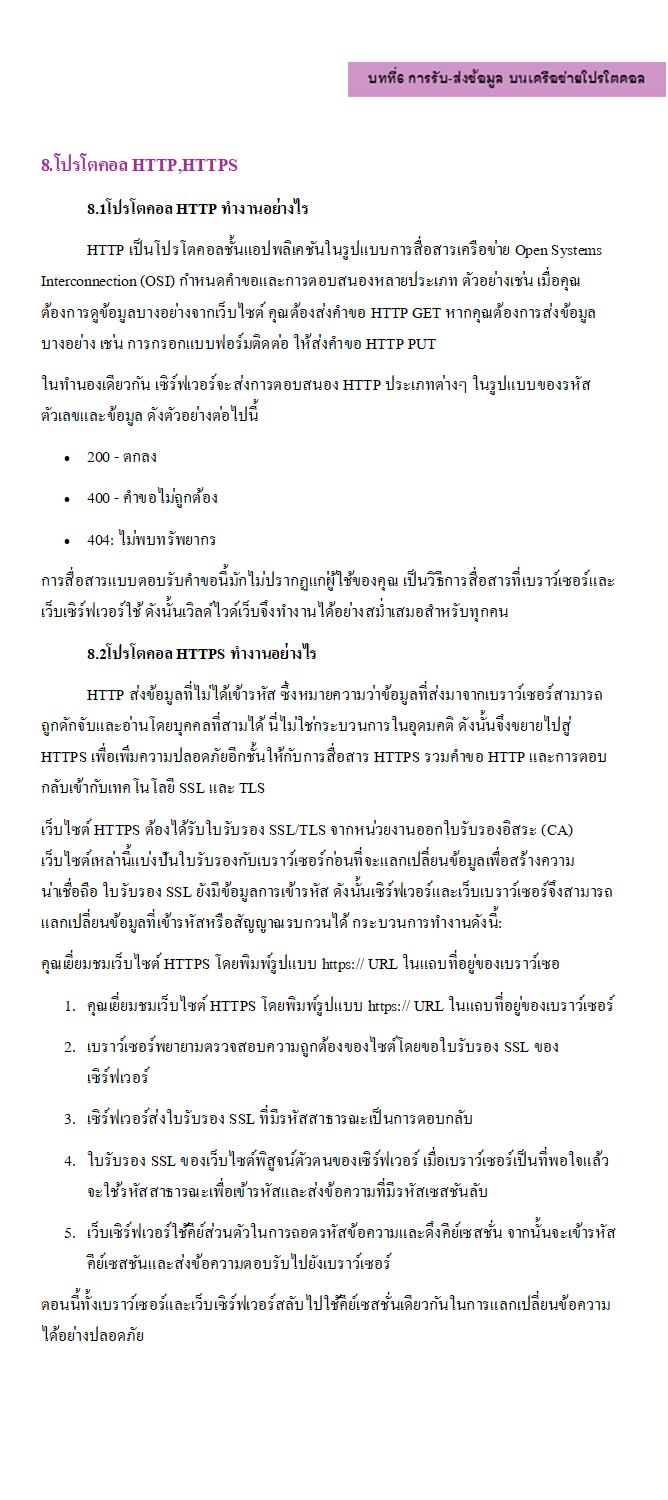 บทที่6 การรับ-ส่งข้อมูล บนเครือข่ายโปรโตคอล
8.โปรโตคอล HTTP,HTTPS
8.1โปรโตคอล HTTP ทำงานอย่างไร
HTTP เป็นโปรโตคอลชั้นแอปพลิเคชันในรูปแบบการสื่อสารเครือข่าย Open Systems
Interconnection (OSI) กำหนดคำขอและการตอบสนองหลายประเภท ตัวอย่างเช่น เมื่อคุณ
ต้องการดูข้อมูลบางอย่างจากเว็บไซต์ คุณต้องส่งคำขอ HTTP GET หากคุณต้องการส่งข้อมูล
บางอย่าง เช่น การกรอกแบบฟอร์มติดต่อ ให้ส่งคำขอ HTTP PUT
ในทำนองเดียวกัน เซิร์ฟเวอร์จะส่งการตอบสนอง HTTP ประเภทต่างๆ ในรูปแบบของรหัส
ตัวเลขและข้อมูล ดังตัวอย่างต่อไปนี้
• 200 - ตกลง
• 400 - คำขอไม่ถูกต้อง
• 404: ไม่พบทรัพยากร
การสื่อสารแบบตอบรับคำขอนี้มักไม่ปรากฏแก่ผู้ใช้ของคุณ เป็นวิธีการสื่อสารที่เบราว์เซอร์และ
เว็บเซิร์ฟเวอร์ใช้ ดังนั้นเวิลด์ไวด์เว็บจึงทำงานได้อย่างสม่ำเสมอสำหรับทุกคน
8.2โปรโตคอล HTTPS ทำงานอย่างไร
HTTP ส่งข้อมูลที่ไม่ได้เข้ารหัส ซึ่งหมายความว่าข้อมูลที่ส่งมาจากเบราว์เซอร์สามารถ
ถูกดักจับและอ่านโดยบุคคลที่สามได้ นี่ไม่ใช่กระบวนการในอุดมคติ ดังนั้นจึงขยายไปสู่
HTTPS เพื่อเพิ่มความปลอดภัยอีกชั้นให้กับการสื่อสาร HTTPS รวมคำขอ HTTP และการตอบ
กลับเข้ากับเทคโนโลยี SSL และ TLS
เว็บไซต์ HTTPS ต้องได้รับใบรับรอง SSL/TLS จากหน่วยงานออกใบรับรองอิสระ (CA)
เว็บไซต์เหล่านี้แบ่งปันใบรับรองกับเบราว์เซอร์ก่อนที่จะแลกเปลี่ยนข้อมูลเพื่อสร้างความ
น่าเชื่อถือ ใบรับรอง SSL ยังมีข้อมูลการเข้ารหัส ดังนั้นเซิร์ฟเวอร์และเว็บเบราว์เซอร์จึงสามารถ
แลกเปลี่ยนข้อมูลที่เข้ารหัสหรือสัญญาณรบกวนได้ กระบวนการทำงานดังนี้:
คุณเยี่ยมชมเว็บไซต์ HTTPS โดยพิมพ์รูปแบบ https:// URL ในแถบที่อยู่ของเบราว์เซอ
1. คุณเยี่ยมชมเว็บไซต์ HTTPS โดยพิมพ์รูปแบบ https:// URL ในแถบที่อยู่ของเบราว์เซอร์
2. เบราว์เซอร์พยายามตรวจสอบความถูกต้องของไซต์โดยขอใบรับรอง SSL ของ
เซิร์ฟเวอร์
3. เซิร์ฟเวอร์ส่งใบรับรอง SSL ที่มีรหัสสาธารณะเป็นการตอบกลับ
4. ใบรับรอง SSL ของเว็บไซต์พิสูจน์ตัวตนของเซิร์ฟเวอร์ เมื่อเบราว์เซอร์เป็นที่พอใจแล้ว
จะใช้รหัสสาธารณะเพื่อเข้ารหัสและส่งข้อความที่มีรหัสเซสชันลับ
5. เว็บเซิร์ฟเวอร์ใช้คีย์ส่วนตัวในการถอดรหัสข้อความและดึงคีย์เซสชั่น จากนั้นจะเข้ารหัส
คีย์เซสชันและส่งข้อความตอบรับไปยังเบราว์เซอร์
ตอนนี้ทั้งเบราว์เซอร์และเว็บเซิร์ฟเวอร์สลับไปใช้คีย์เซสชั่นเดียวกันในการแลกเปลี่ยนข้อความ
ได้อย่างปลอดภัย